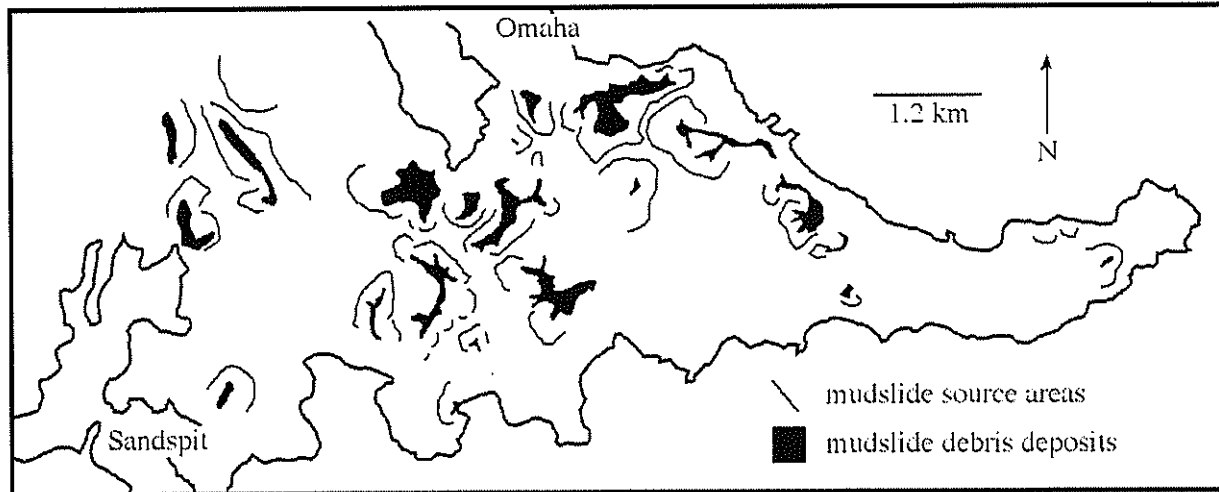 Omaha
1.2 km
N
mudslide source areas
Sandspit
mudslide debris deposits